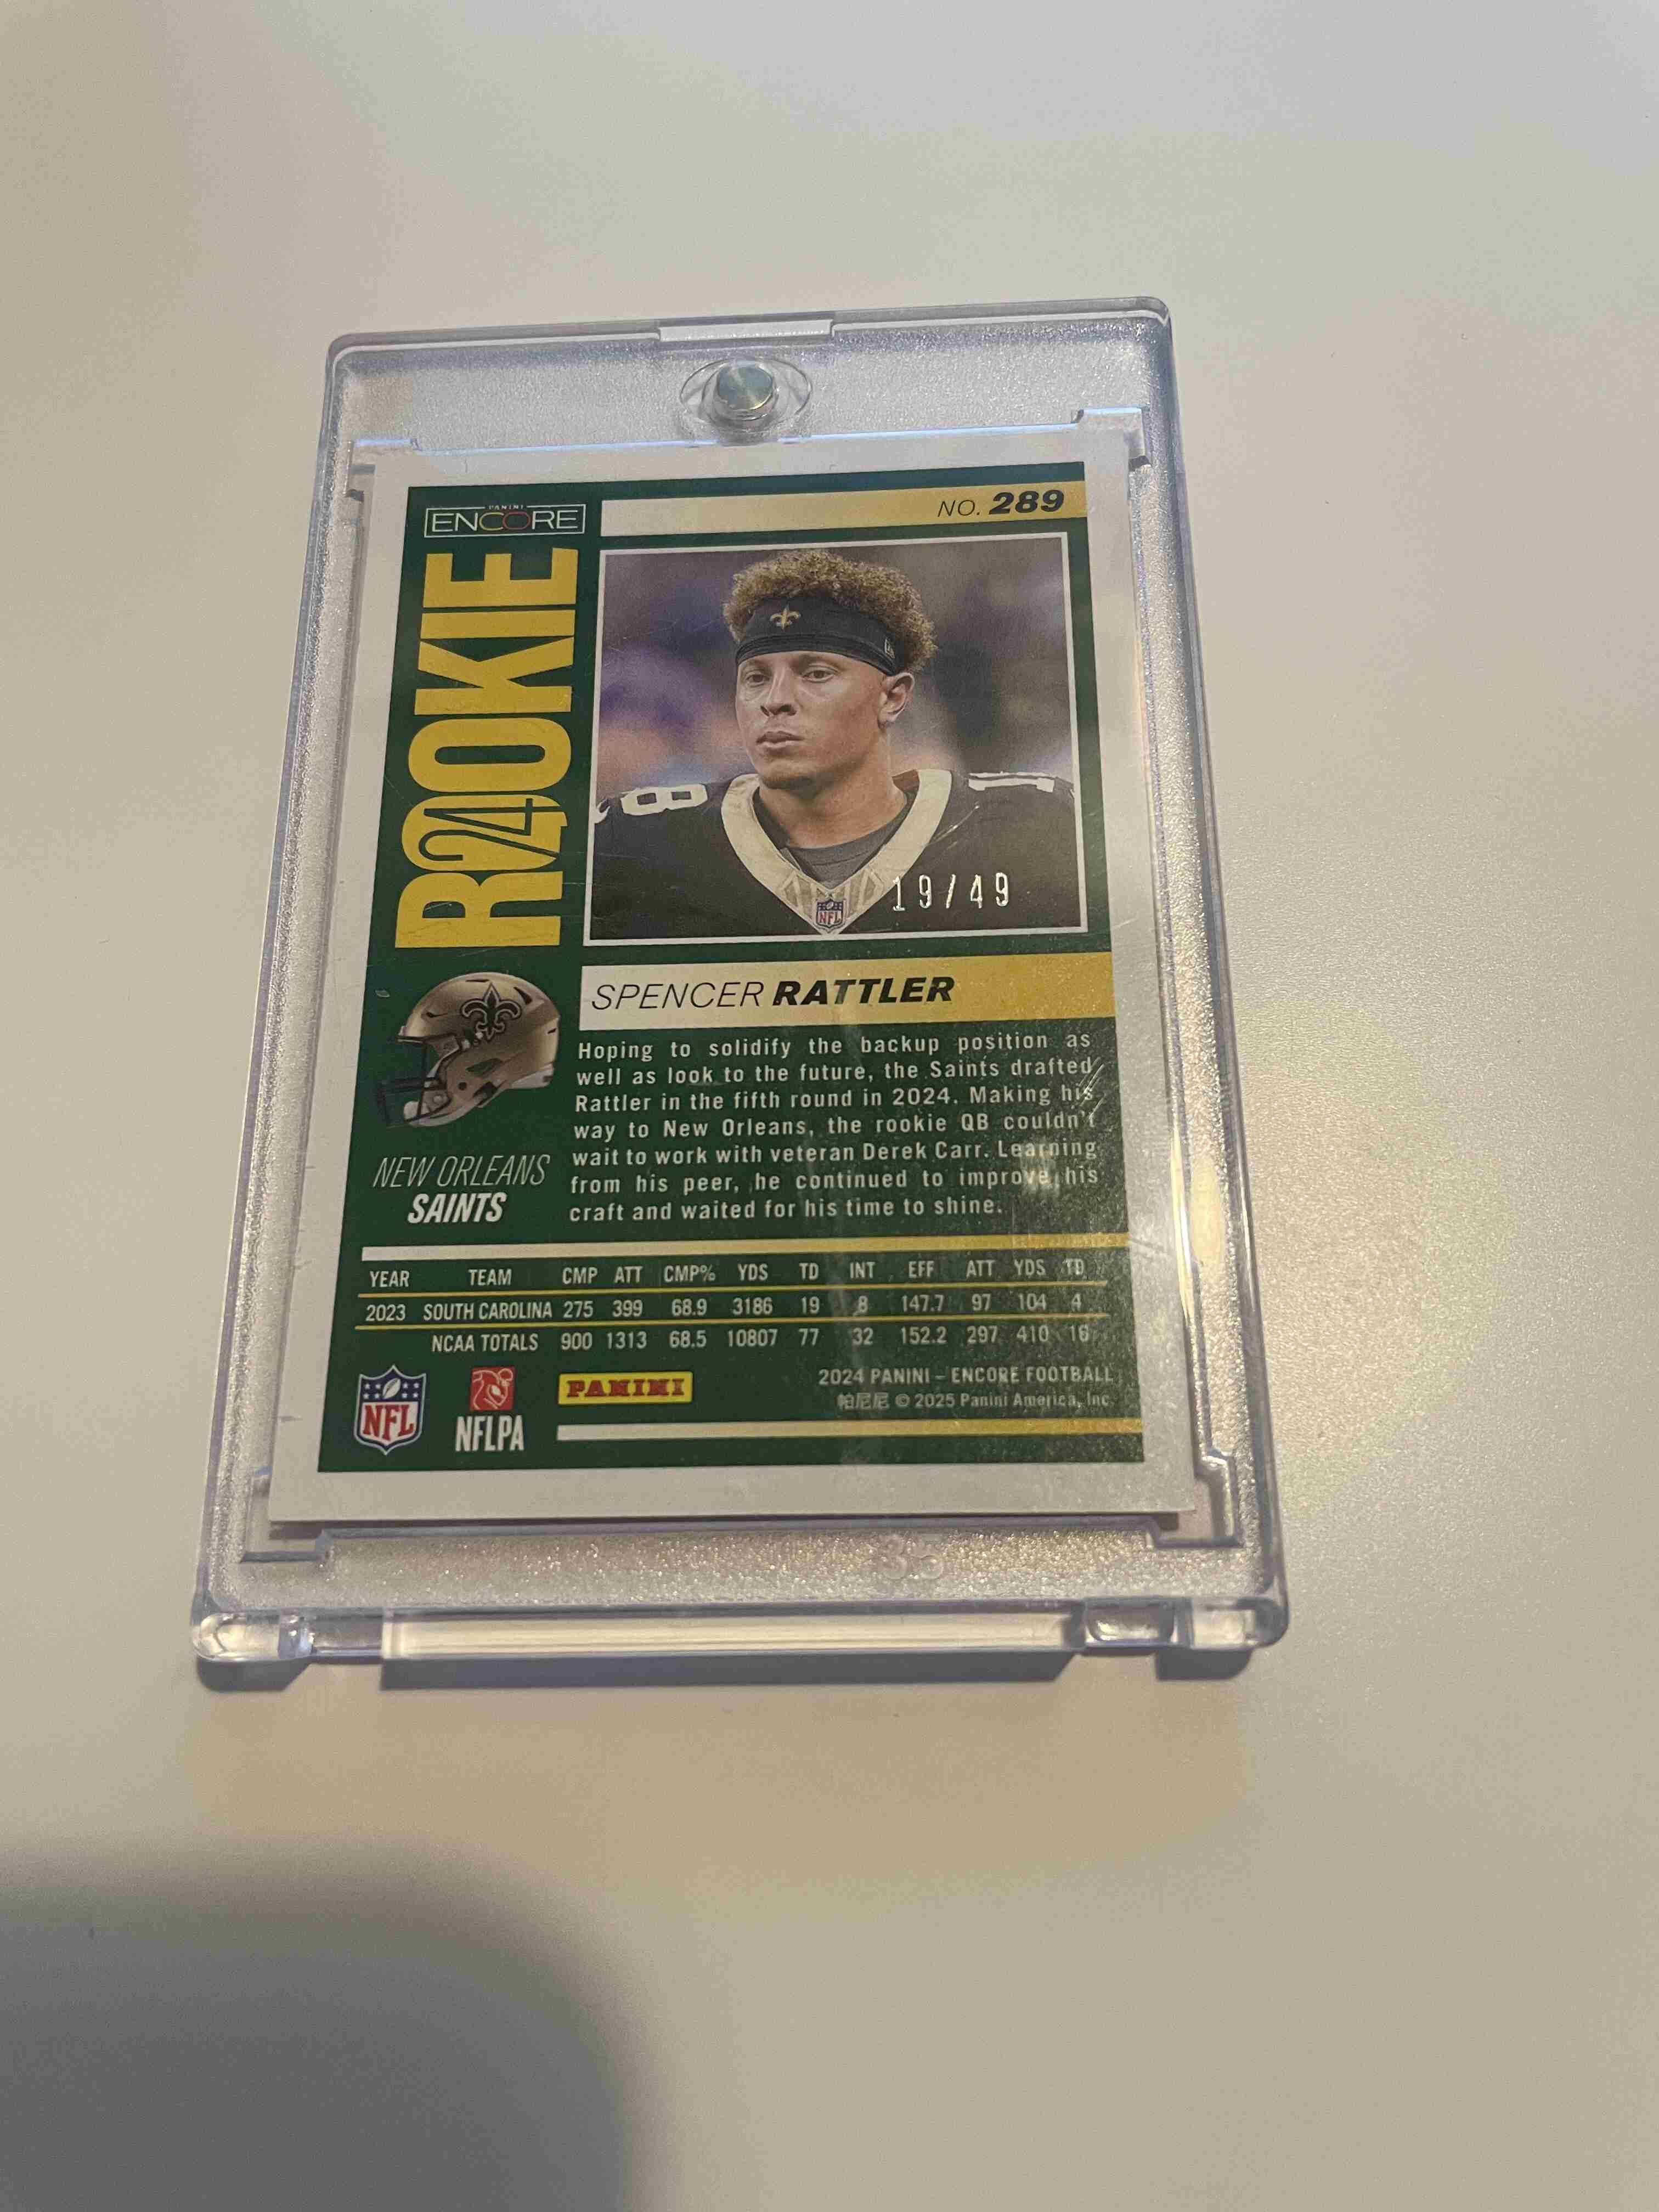 PANINI
ENCORE
NO. 289
ROOKIE
24
18
1
NFL
19/49
SPENCER RATTLER
Hoping to solidify the backup position as
well as look to the future, the Saints drafted
Rattler in the fifth round in 2024. Making his
way to New Orleans, the rookie QB couldn't
wait to work with veteran Derek Carr. Learning
from his peer, he continued to improve his
craft and waited for his time to shine.
NEW ORLEANS
SAINTS
YEAR TEAM CMP ATT CMP% YDS TD INT EFF ATT YDS TD
2023 SOUTH CAROLINA 275 399 68.9 3186 19 8 147.7 97 104 4
NCAA TOTALS 900 1313 68.5 10807 77 32 152.2 297 410 16
NFL
NFLPA
PANINI
2024 PANINI – ENCORE FOOTBALL
帕尼尼 © 2025 Panini America, Inc.
35